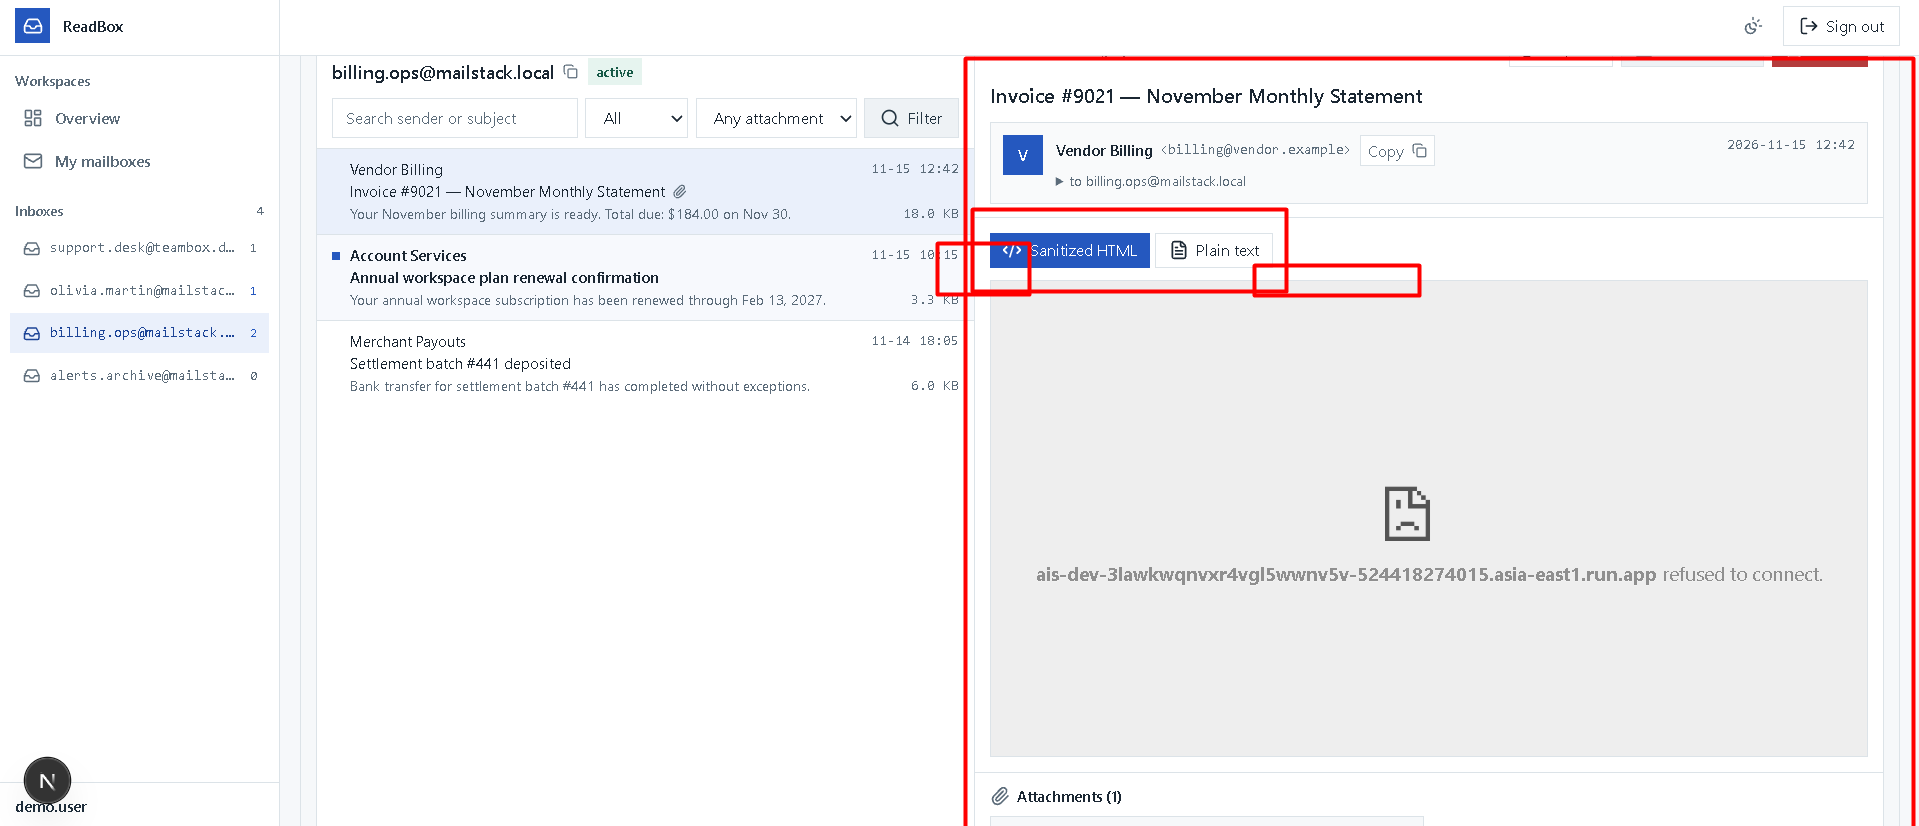 ReadBox
Sign out
Workspaces
Overview
My mailboxes
Inboxes 4
support.desk@teambox.d… 1
olivia.martin@mailstac… 1
billing.ops@mailstack.… 2
alerts.archive@mailsta… 0
N
demo.user
billing.ops@mailstack.local active
Search sender or subject All Any attachment Filter
Vendor Billing 11-15 12:42
Invoice #9021 — November Monthly Statement
Your November billing summary is ready. Total due: $184.00 on Nov 30. 18.0 KB
Account Services 11-15 10:15
Annual workspace plan renewal confirmation
Your annual workspace subscription has been renewed through Feb 13, 2027. 3.3 KB
Merchant Payouts 11-14 18:05
Settlement batch #441 deposited
Bank transfer for settlement batch #441 has completed without exceptions. 6.0 KB
Invoice #9021 — November Monthly Statement
V
Vendor Billing <billing@vendor.example> Copy 2026-11-15 12:42
to billing.ops@mailstack.local
Sanitized HTML Plain text
ais-dev-3lawkwqnvxr4vgl5wwnv5v-524418274015.asia-east1.run.app refused to connect.
Attachments (1)